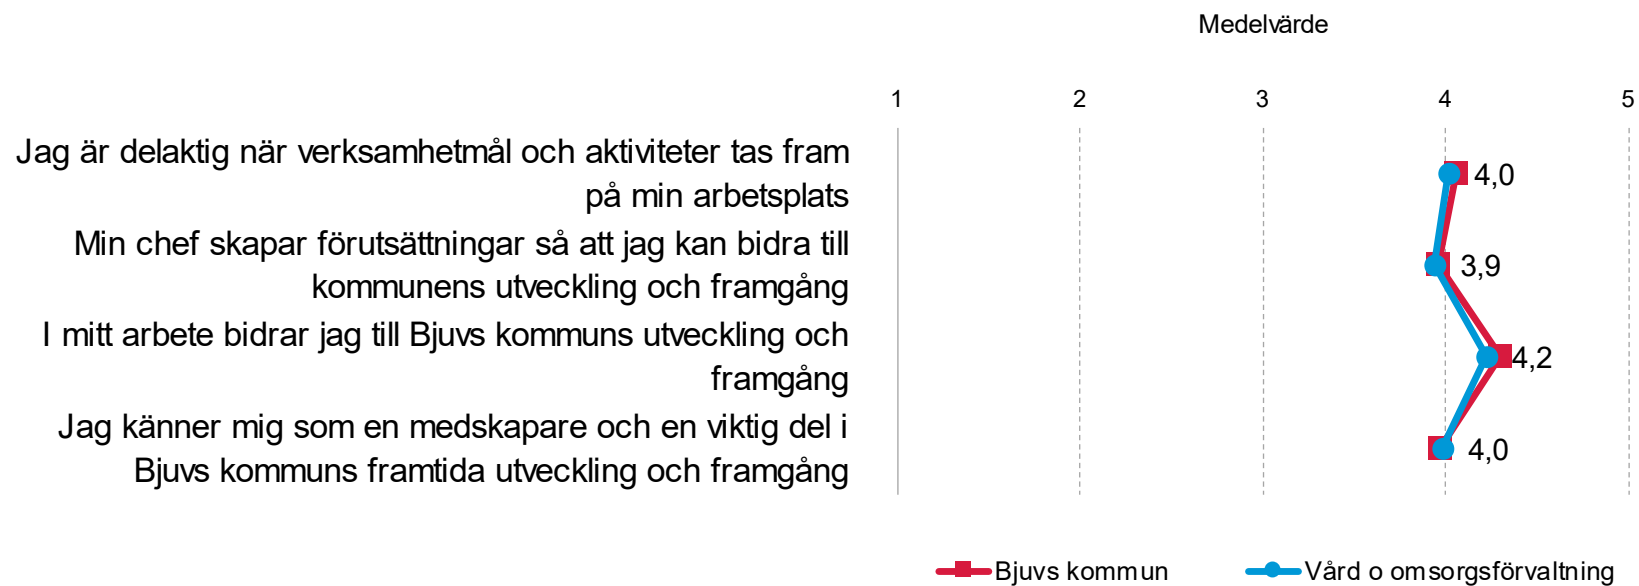 Medelvärde
1 2 3 4 5
Jag är delaktig när verksamhetmål och aktiviteter tas fram
på min arbetsplats
4,0
Min chef skapar förutsättningar så att jag kan bidra till
kommunens utveckling och framgång
3,9
I mitt arbete bidrar jag till Bjuvs kommuns utveckling och
framgång
4,2
Jag känner mig som en medskapare och en viktig del i
Bjuvs kommuns framtida utveckling och framgång
4,0
Bjuvs kommun Vård o omsorgsförvaltning